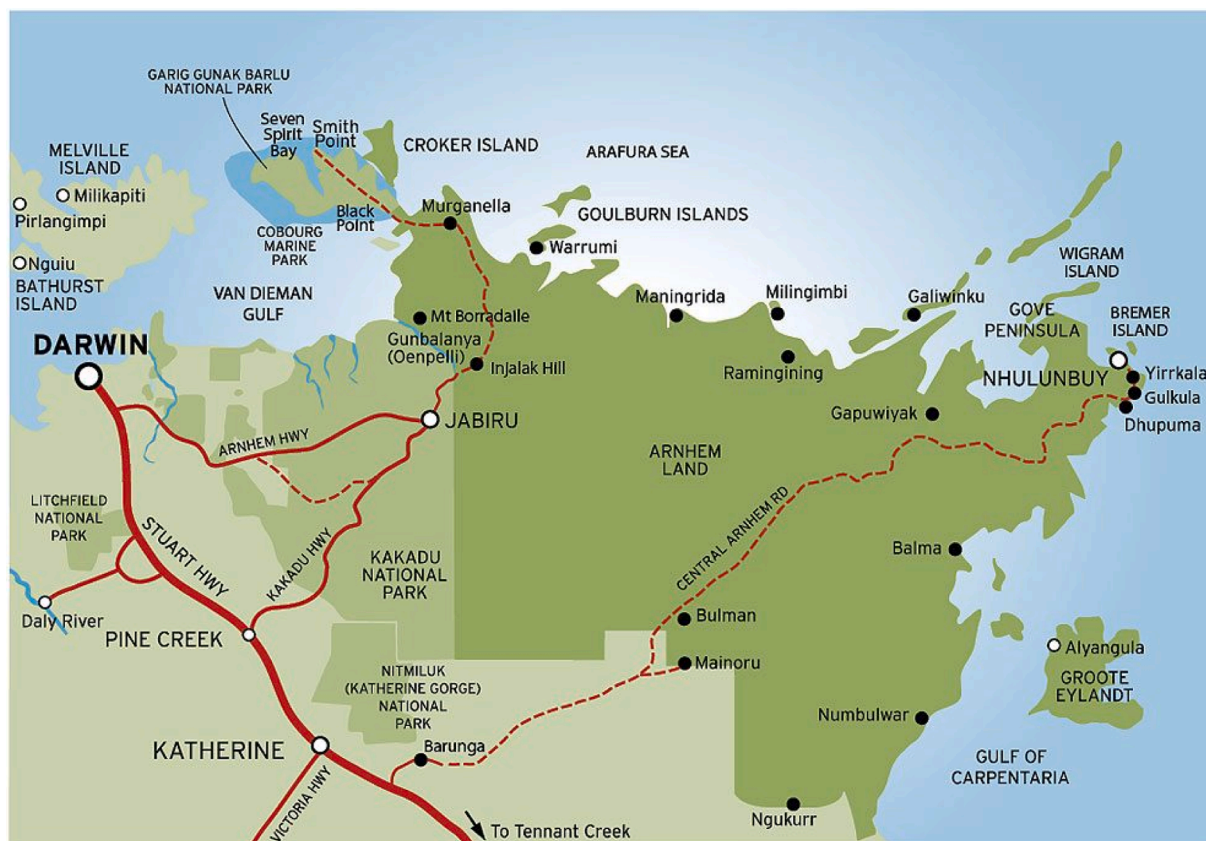 GARIG GUNAK BARLU
NATIONAL PARK
Seven
Spirit
Bay
Smith
Point
CROKER ISLAND
ARAFURA SEA
MELVILLE
ISLAND
Milikapiti
Pirlangimpi
Black
Point
Murganella
GOULBURN ISLANDS
COBOURG
MARINE
PARK
Warrumi
Nguiu
BATHURST
ISLAND
VAN DIEMAN
GULF
WIGRAM
ISLAND
Maningrida
Milingimbi
Galiwinku
GOVE
PENINSULA
BREMER
ISLAND
Mt Borradalle
DARWIN
Gunbalanya
(Oenpelli)
Injalak Hill
Ramingining
NHULUNBUY
Yirrkala
Gulkula
Dhupuma
Gapuwiyak
JABIRU
ARNHEM HWY
ARNHEM
LAND
LITCHFIELD
NATIONAL
PARK
STUART HWY
KAKADU HWY
KAKADU
NATIONAL
PARK
CENTRAL ARNHEM RD
Balma
Daly River
PINE CREEK
Bulman
Mainoru
Alyangula
GROOTE
EYLANDT
NITMILUK
(KATHERINE GORGE)
NATIONAL
PARK
Numbulwar
KATHERINE
Barunga
GULF OF
CARPENTARIA
VICTORIA HWY
To Tennant Creek
Ngukurr